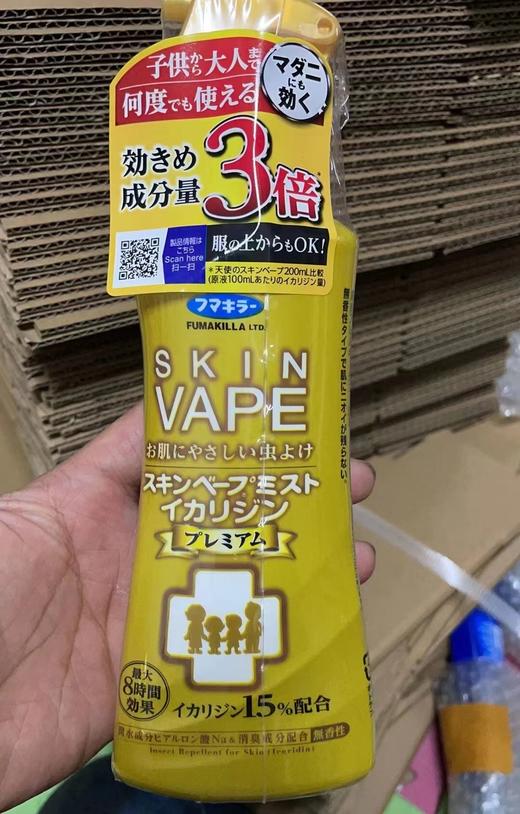 子供から大人まで
何度でも使える
マダニ
にも
効く
効きめ
成分量
3倍*
製品情報は
こちら
Scan here
扫一扫
服の上からもOK!
*天使のスキンベープ200mL比較
(原液100mLあたりのイカリジン量)
フマキラー
FUMAKILLA LTD.
SKIN
VAPE
お肌にやさしい虫よけ
スキンベープミスト
イカリジン
プレミアム
最大
8時間
効果
イカリジン15%配合
潤水成分ヒアルロン酸Na&消臭成分配合 無香性
Insect Repellent for Skin (Icaridin)
無香性タイプで肌にニオイが残らない。